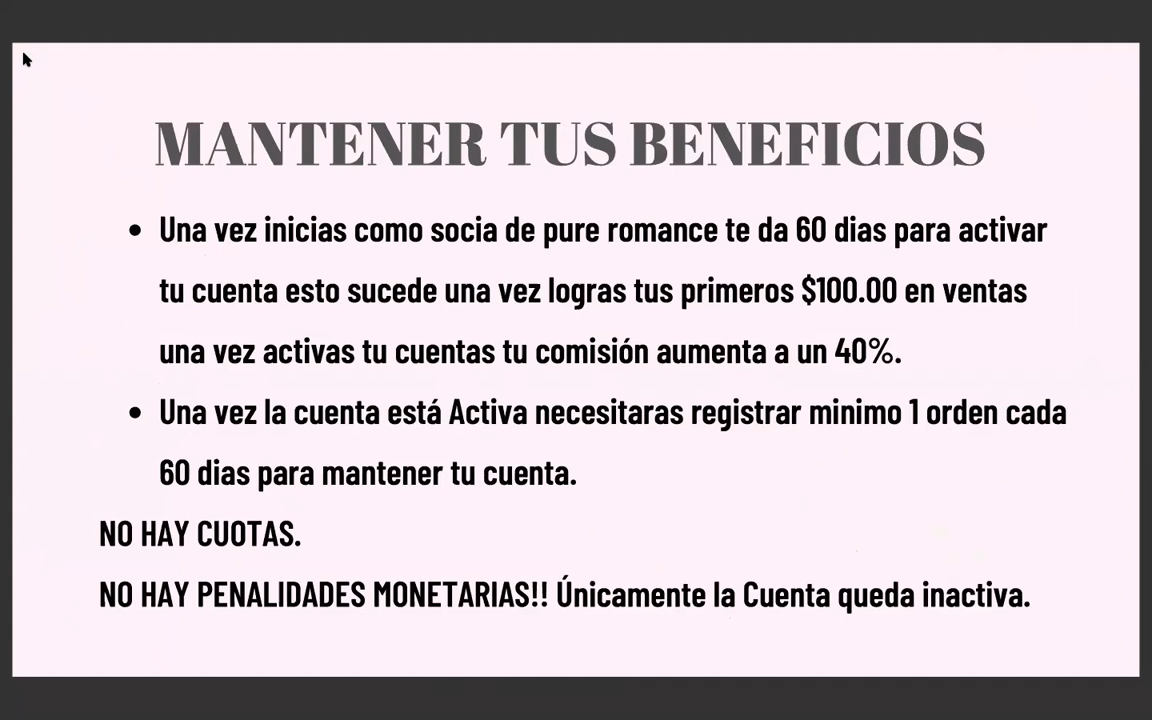 MANTENER TUS BENEFICIOS
• Una vez inicias como socia de pure romance te da 60 dias para activar
tu cuenta esto sucede una vez logras tus primeros $100.00 en ventas
una vez activas tu cuentas tu comisión aumenta a un 40%.
• Una vez la cuenta está Activa necesitaras registrar minimo 1 orden cada
60 dias para mantener tu cuenta.
NO HAY CUOTAS.
NO HAY PENALIDADES MONETARIAS!! Únicamente la Cuenta queda inactiva.